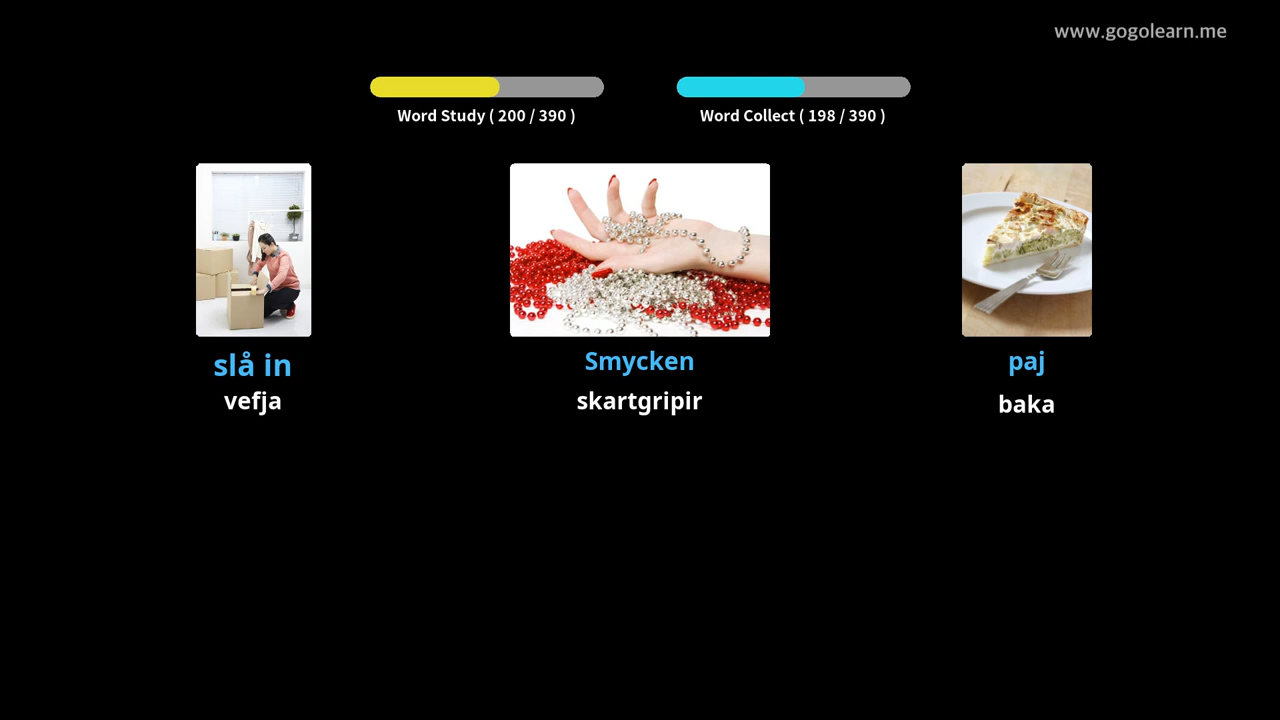 www.gogolearn.me
Word Study ( 200 / 390 )
Word Collect ( 198 / 390 )
slå in
vefja
Smycken
skartgripir
paj
baka